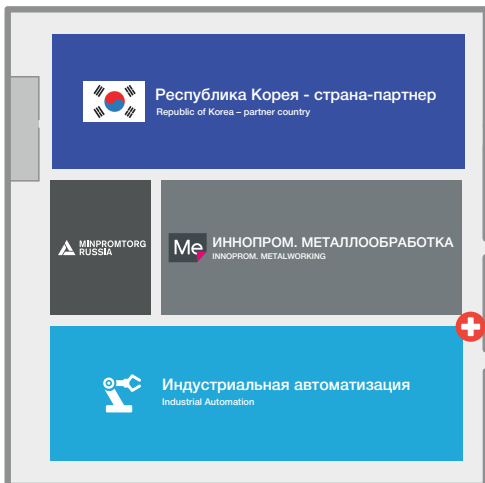 Республика Корея - страна-партнер
Republic of Korea – partner country
MINPROMTORG
RUSSIA
Me
ИННОПРОМ. МЕТАЛЛООБРАБОТКА
INNOPROM. METALWORKING
Индустриальная автоматизация
Industrial Automation